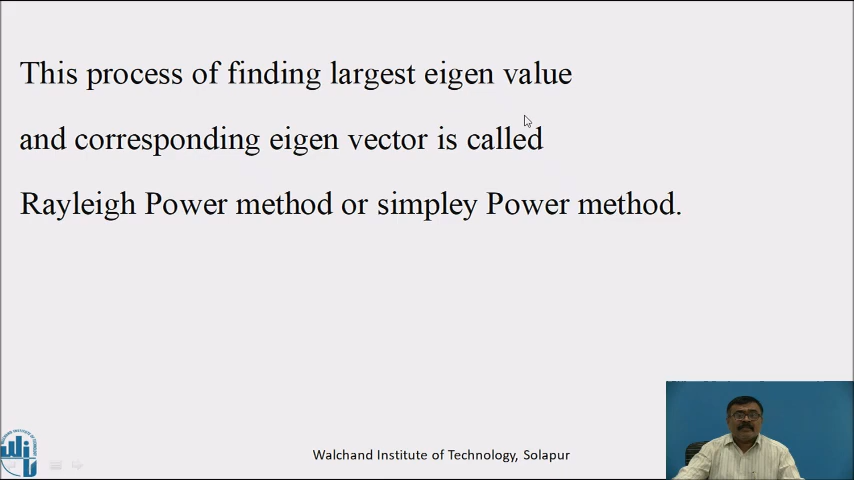 This process of finding largest eigen value
and corresponding eigen vector is called
Rayleigh Power method or simpley Power method.
Walchand Institute of Technology, Solapur